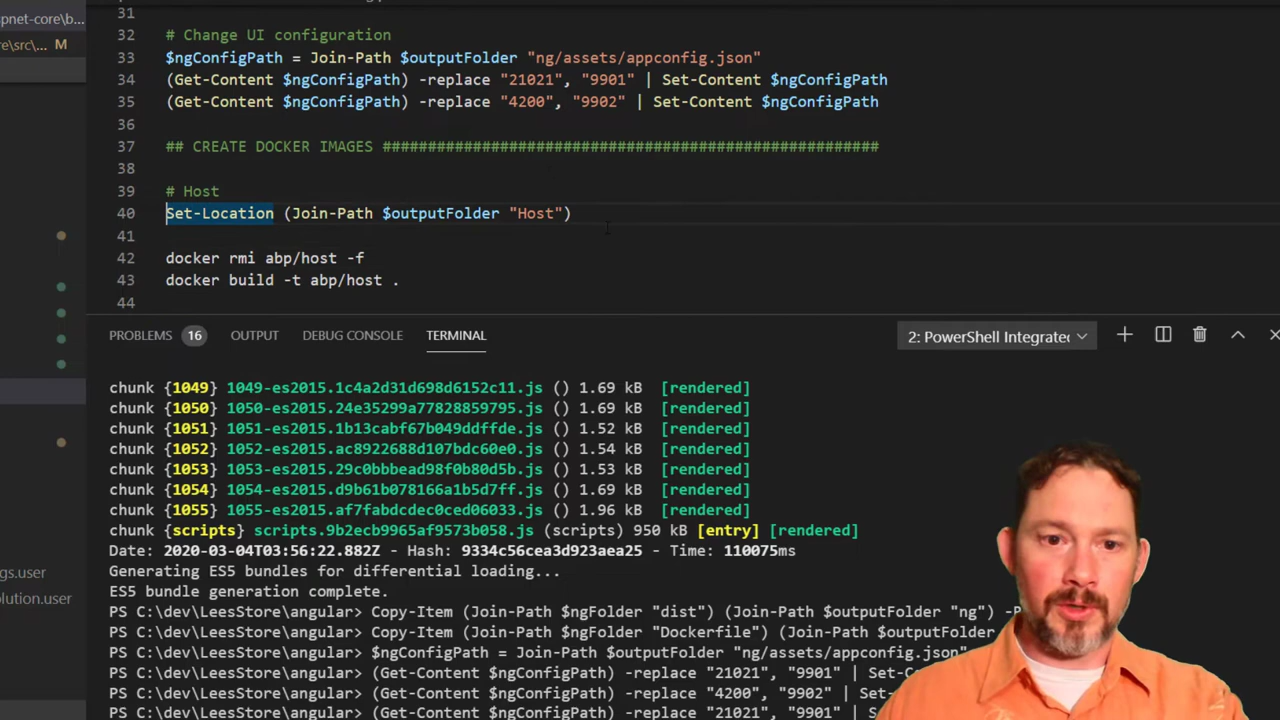 spnet-core\b...
e\src\... M
31
32 # Change UI configuration
33 $ngConfigPath = Join-Path $outputFolder "ng/assets/appconfig.json"
34 (Get-Content $ngConfigPath) -replace "21021", "9901" | Set-Content $ngConfigPath
35 (Get-Content $ngConfigPath) -replace "4200", "9902" | Set-Content $ngConfigPath
36
37 ## CREATE DOCKER IMAGES #######################################################
38
39 # Host
40 Set-Location (Join-Path $outputFolder "Host")
41
42 docker rmi abp/host -f
43 docker build -t abp/host .
44
PROBLEMS 16 OUTPUT DEBUG CONSOLE TERMINAL 2: PowerShell Integrate
chunk {1049} 1049-es2015.1c4a2d31d698d6152c11.js () 1.69 kB [rendered]
chunk {1050} 1050-es2015.24e35299a77828859795.js () 1.69 kB [rendered]
chunk {1051} 1051-es2015.1b13cabf67b049ddffde.js () 1.52 kB [rendered]
chunk {1052} 1052-es2015.ac8922688d107bdc60e0.js () 1.54 kB [rendered]
chunk {1053} 1053-es2015.29c0bbbead98f0b80d5b.js () 1.53 kB [rendered]
chunk {1054} 1054-es2015.d9b61b078166a1b5d7ff.js () 1.69 kB [rendered]
chunk {1055} 1055-es2015.af7fabdcdec0ced06033.js () 1.96 kB [rendered]
chunk {scripts} scripts.9b2ecb9965af9573b058.js (scripts) 950 kB [entry] [rendered]
Date: 2020-03-04T03:56:22.882Z - Hash: 9334c56cea3d923aea25 - Time: 110075ms
Generating ES5 bundles for differential loading...
ES5 bundle generation complete.
PS C:\dev\LeesStore\angular> Copy-Item (Join-Path $ngFolder "dist") (Join-Path $outputFolder "ng") -R
PS C:\dev\LeesStore\angular> Copy-Item (Join-Path $ngFolder "Dockerfile") (Join-Path $outputFolder
PS C:\dev\LeesStore\angular> $ngConfigPath = Join-Path $outputFolder "ng/assets/appconfig.json"
PS C:\dev\LeesStore\angular> (Get-Content $ngConfigPath) -replace "21021", "9901" | Set-C
PS C:\dev\LeesStore\angular> (Get-Content $ngConfigPath) -replace "4200", "9902" | Set-
PS C:\dev\LeesStore\angular> (Get-Content $ngConfigPath) -replace "21021", "9901" | S
gs.user
olution.user